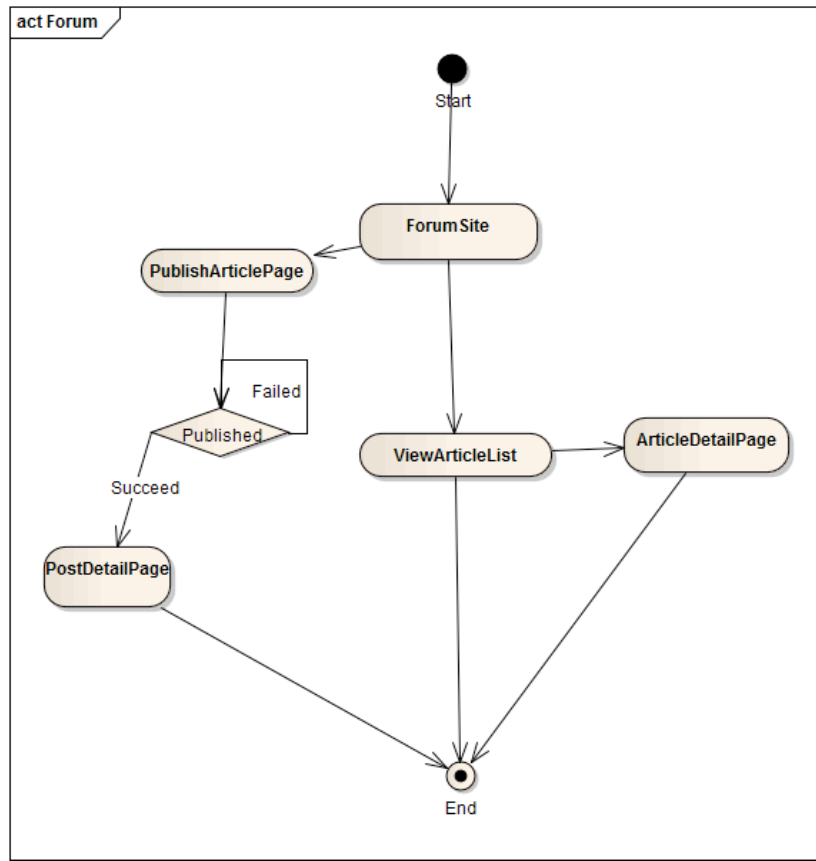 act Forum
Start
ForumSite
PublishArticlePage
Failed
Published
ViewArticleList
ArticleDetailPage
Succeed
PostDetailPage
End